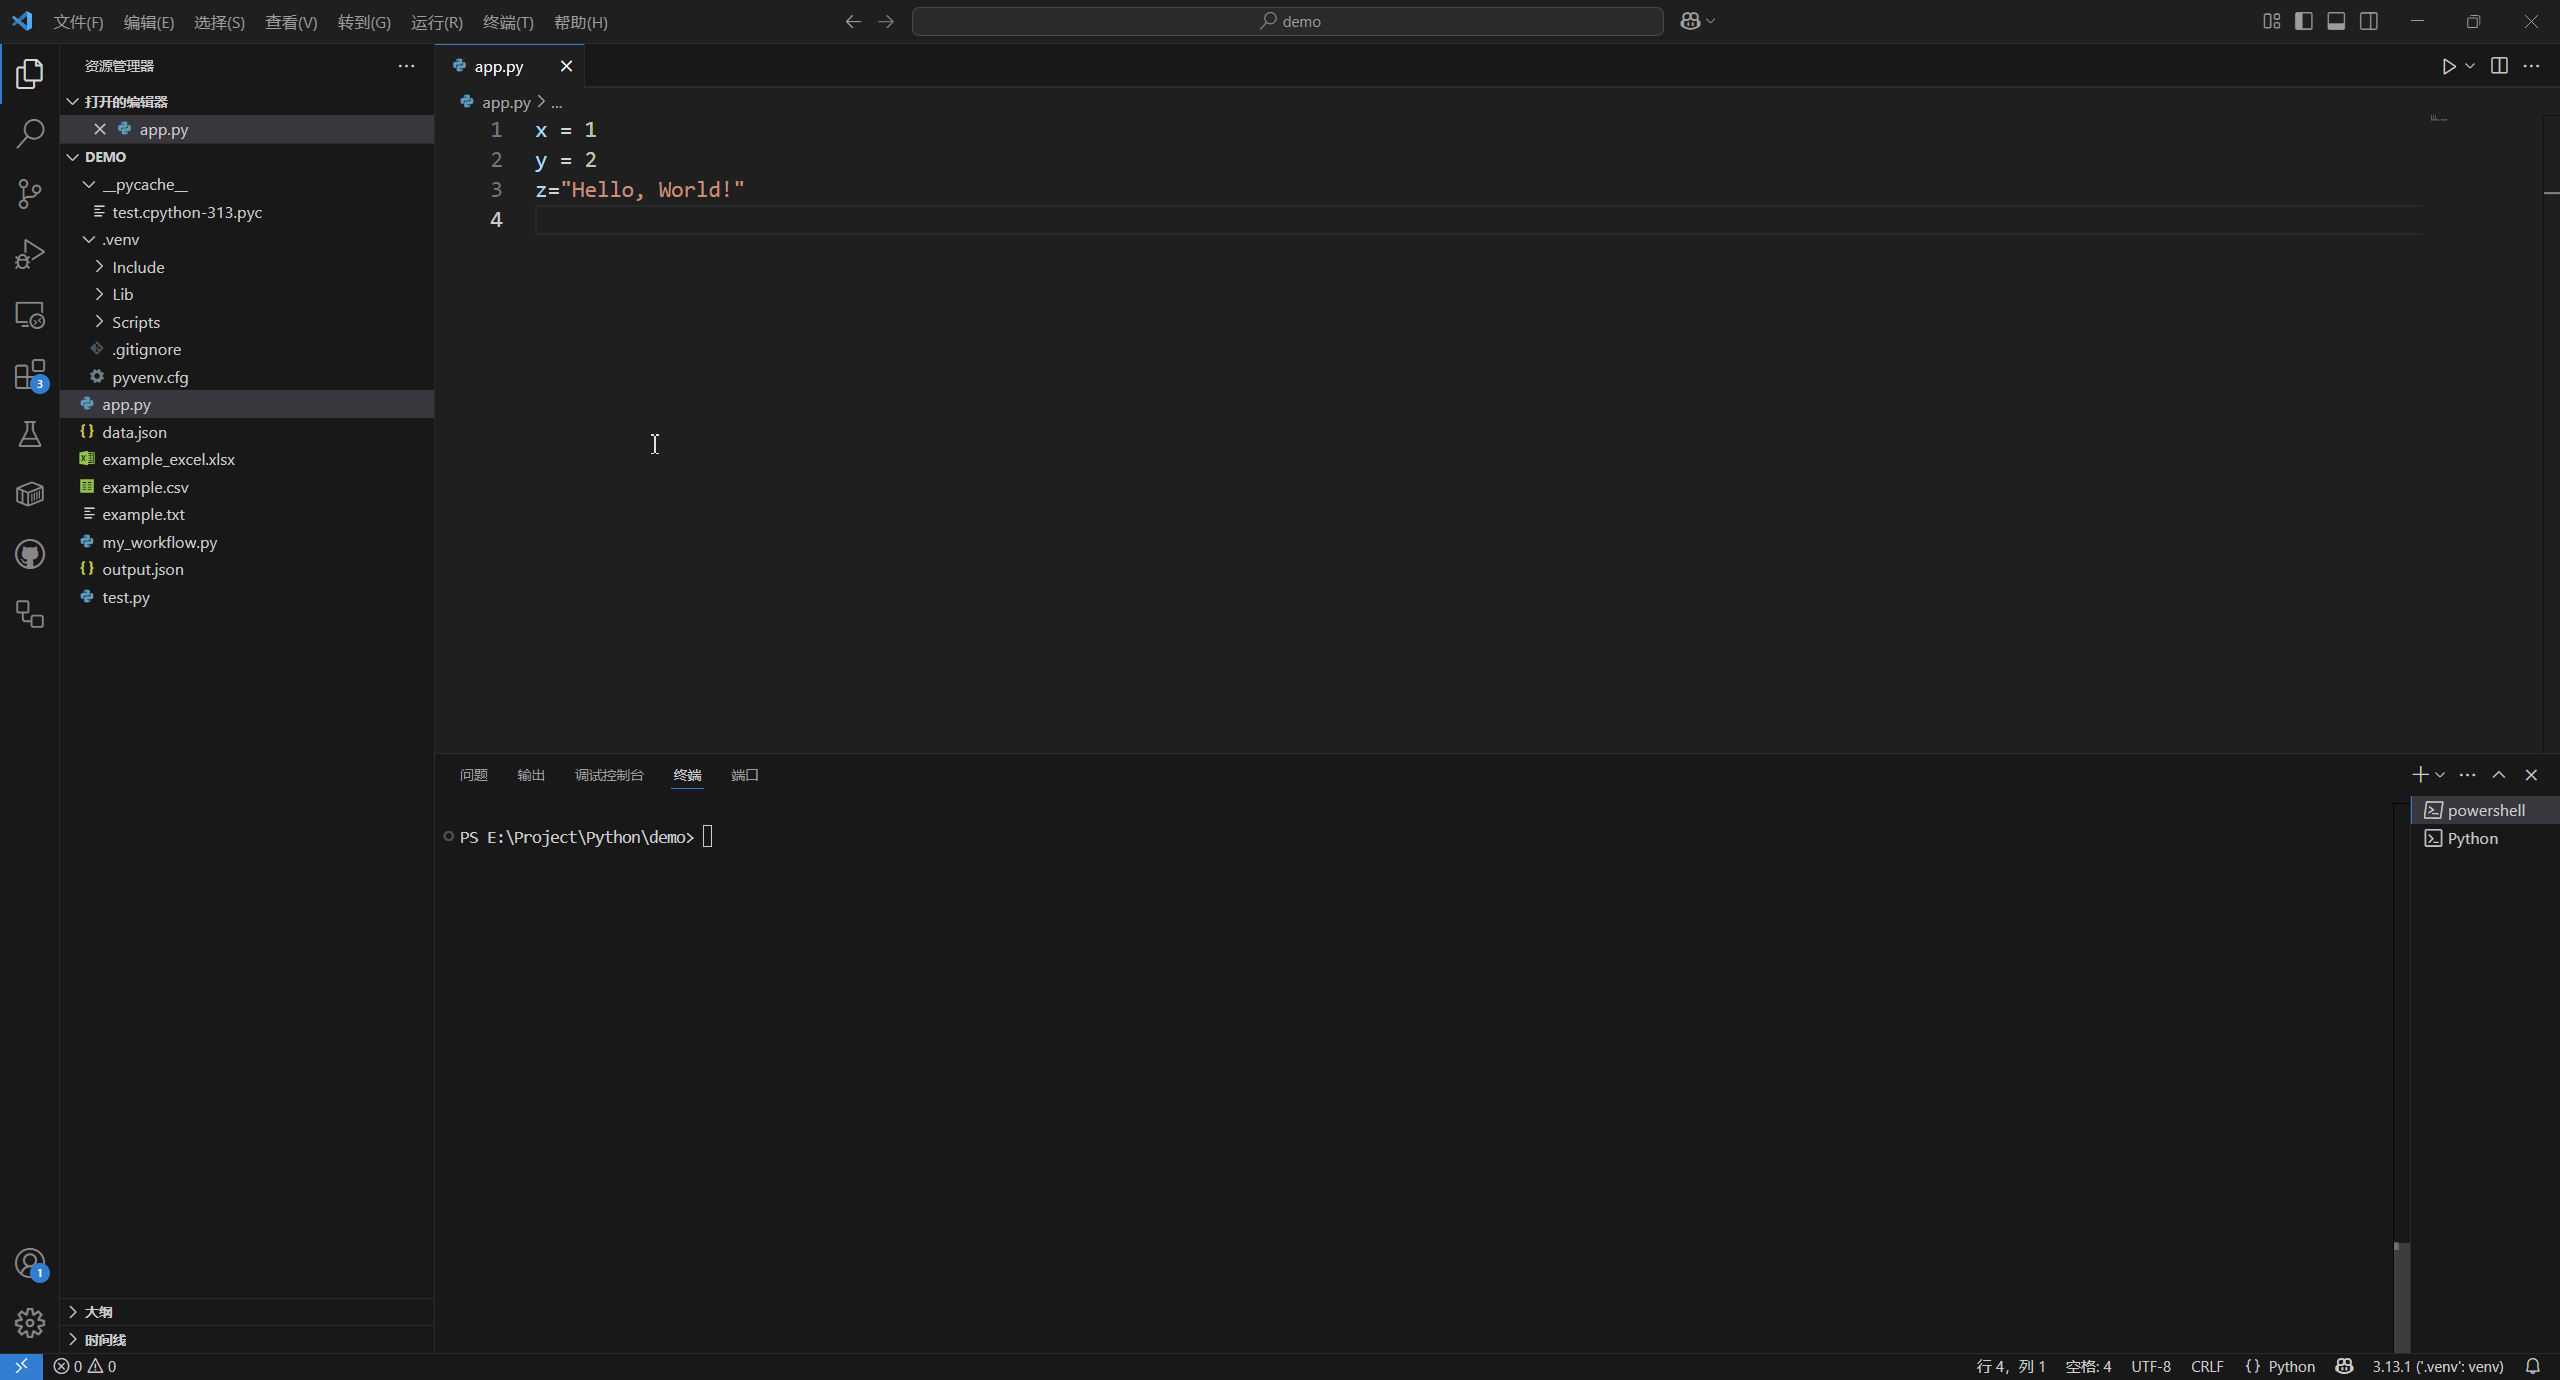 文件(F) 编辑(E) 选择(S) 查看(V) 转到(G) 运行(R) 终端(T) 帮助(H)
demo
资源管理器
打开的编辑器
app.py
DEMO
__pycache__
test.cpython-313.pyc
.venv
Include
Lib
Scripts
.gitignore
pyvenv.cfg
app.py
data.json
example_excel.xlsx
example.csv
example.txt
my_workflow.py
output.json
test.py
大纲
时间线
3
1
app.py
app.py > ...
1 x = 1
2 y = 2
3 z="Hello, World!"
4
问题 输出 调试控制台 终端 端口
PS E:\Project\Python\demo>
powershell
Python
0 0
行 4，列 1 空格: 4 UTF-8 CRLF {} Python 3.13.1 ('.venv': venv)